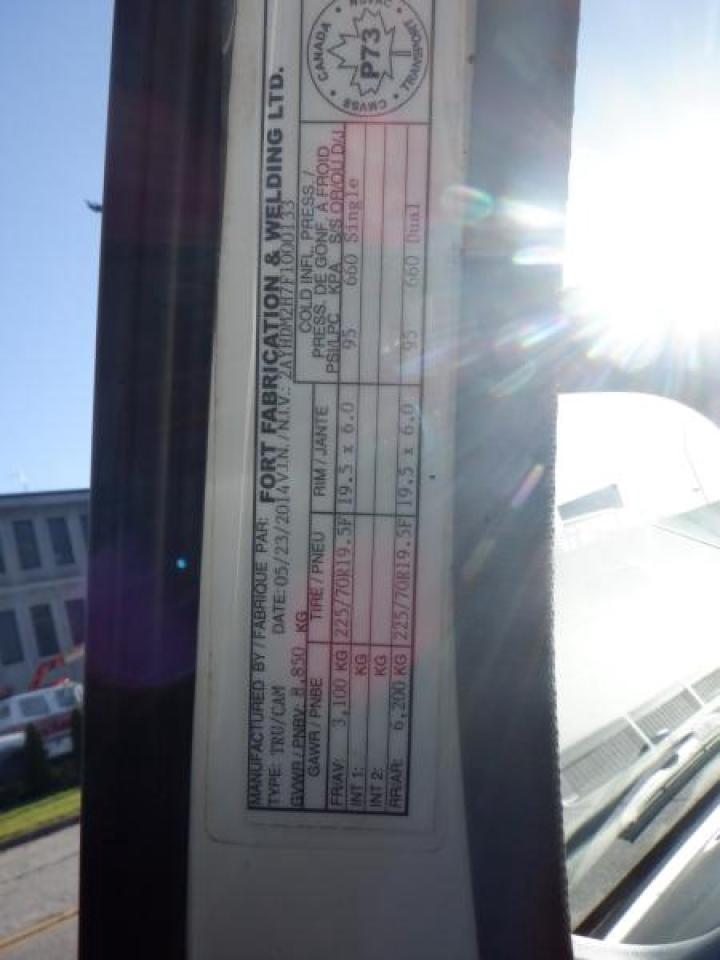 MANUFACTURED BY / FABRIQUE PAR: FORT FABRICATION & WELDING LTD.
TYPE: TRU/CAM DATE: 05/23/2014 V.I.N. / N.I.V.: 2AYHDM2H7F1000133
GVWR / PNBV: 8,850 KG
GAWR / PNBE TIRE / PNEU RIM / JANTE COLD INFL. PRESS. / PRESS. DE GONF. A FROID
PSI/LPC KPA S/S OR/OU D/J
FR/AV: 3,100 KG 225/70R19.5F 19.5 x 6.0 95 660 Single
INT 1: KG
INT 2: KG
RR/AR: 6,200 KG 225/70R19.5F 19.5 x 6.0 95 660 Dual
CANADA
P73
TRANSPORT
CMVSS
NSVAC